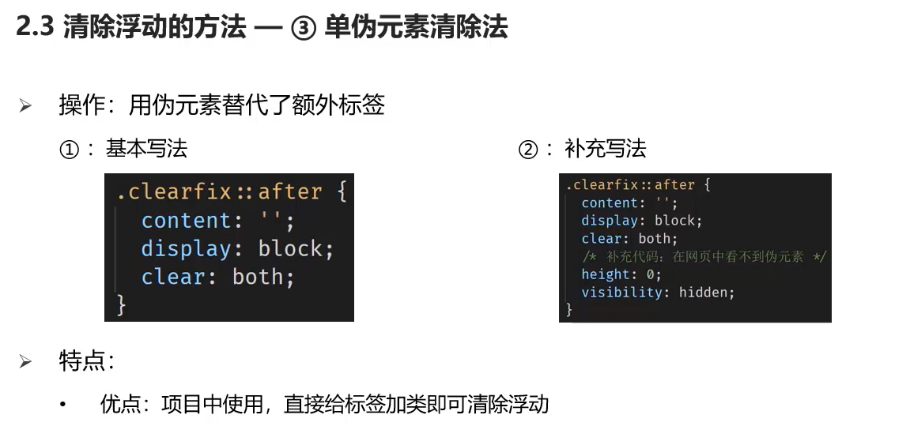 2.3 清除浮动的方法 — ③ 单伪元素清除法
➢ 操作：用伪元素替代了额外标签
①：基本写法
.clearfix::after {
content: '';
display: block;
clear: both;
}
②：补充写法
.clearfix::after {
content: '';
display: block;
clear: both;
/* 补充代码：在网页中看不到伪元素 */
height: 0;
visibility: hidden;
}
➢ 特点：
• 优点：项目中使用，直接给标签加类即可清除浮动